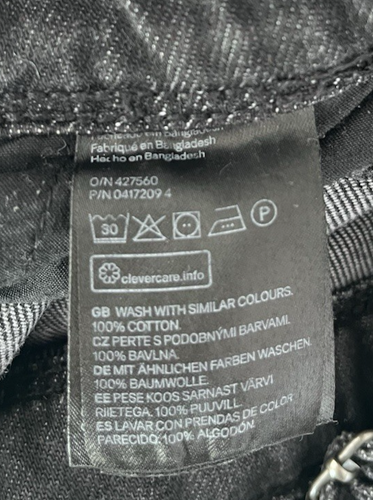 Fabriqué en Bangladesh
Hecho en Bangladesh
O/N 427560
P/N 0417209 4
30 P
clevercare.info
GB WASH WITH SIMILAR COLOURS.
100% COTTON.
CZ PERTE S PODOBNÝMI BARVAMI.
100% BAVLNA.
DE MIT ÄHNLICHEN FARBEN WASCHEN.
100% BAUMWOLLE.
EE PESE KOOS SARNAST VÄRVI
RIIETEGA. 100% PUUVILL.
ES LAVAR CON PRENDAS DE COLOR
PARECIDO. 100% ALGODÓN.